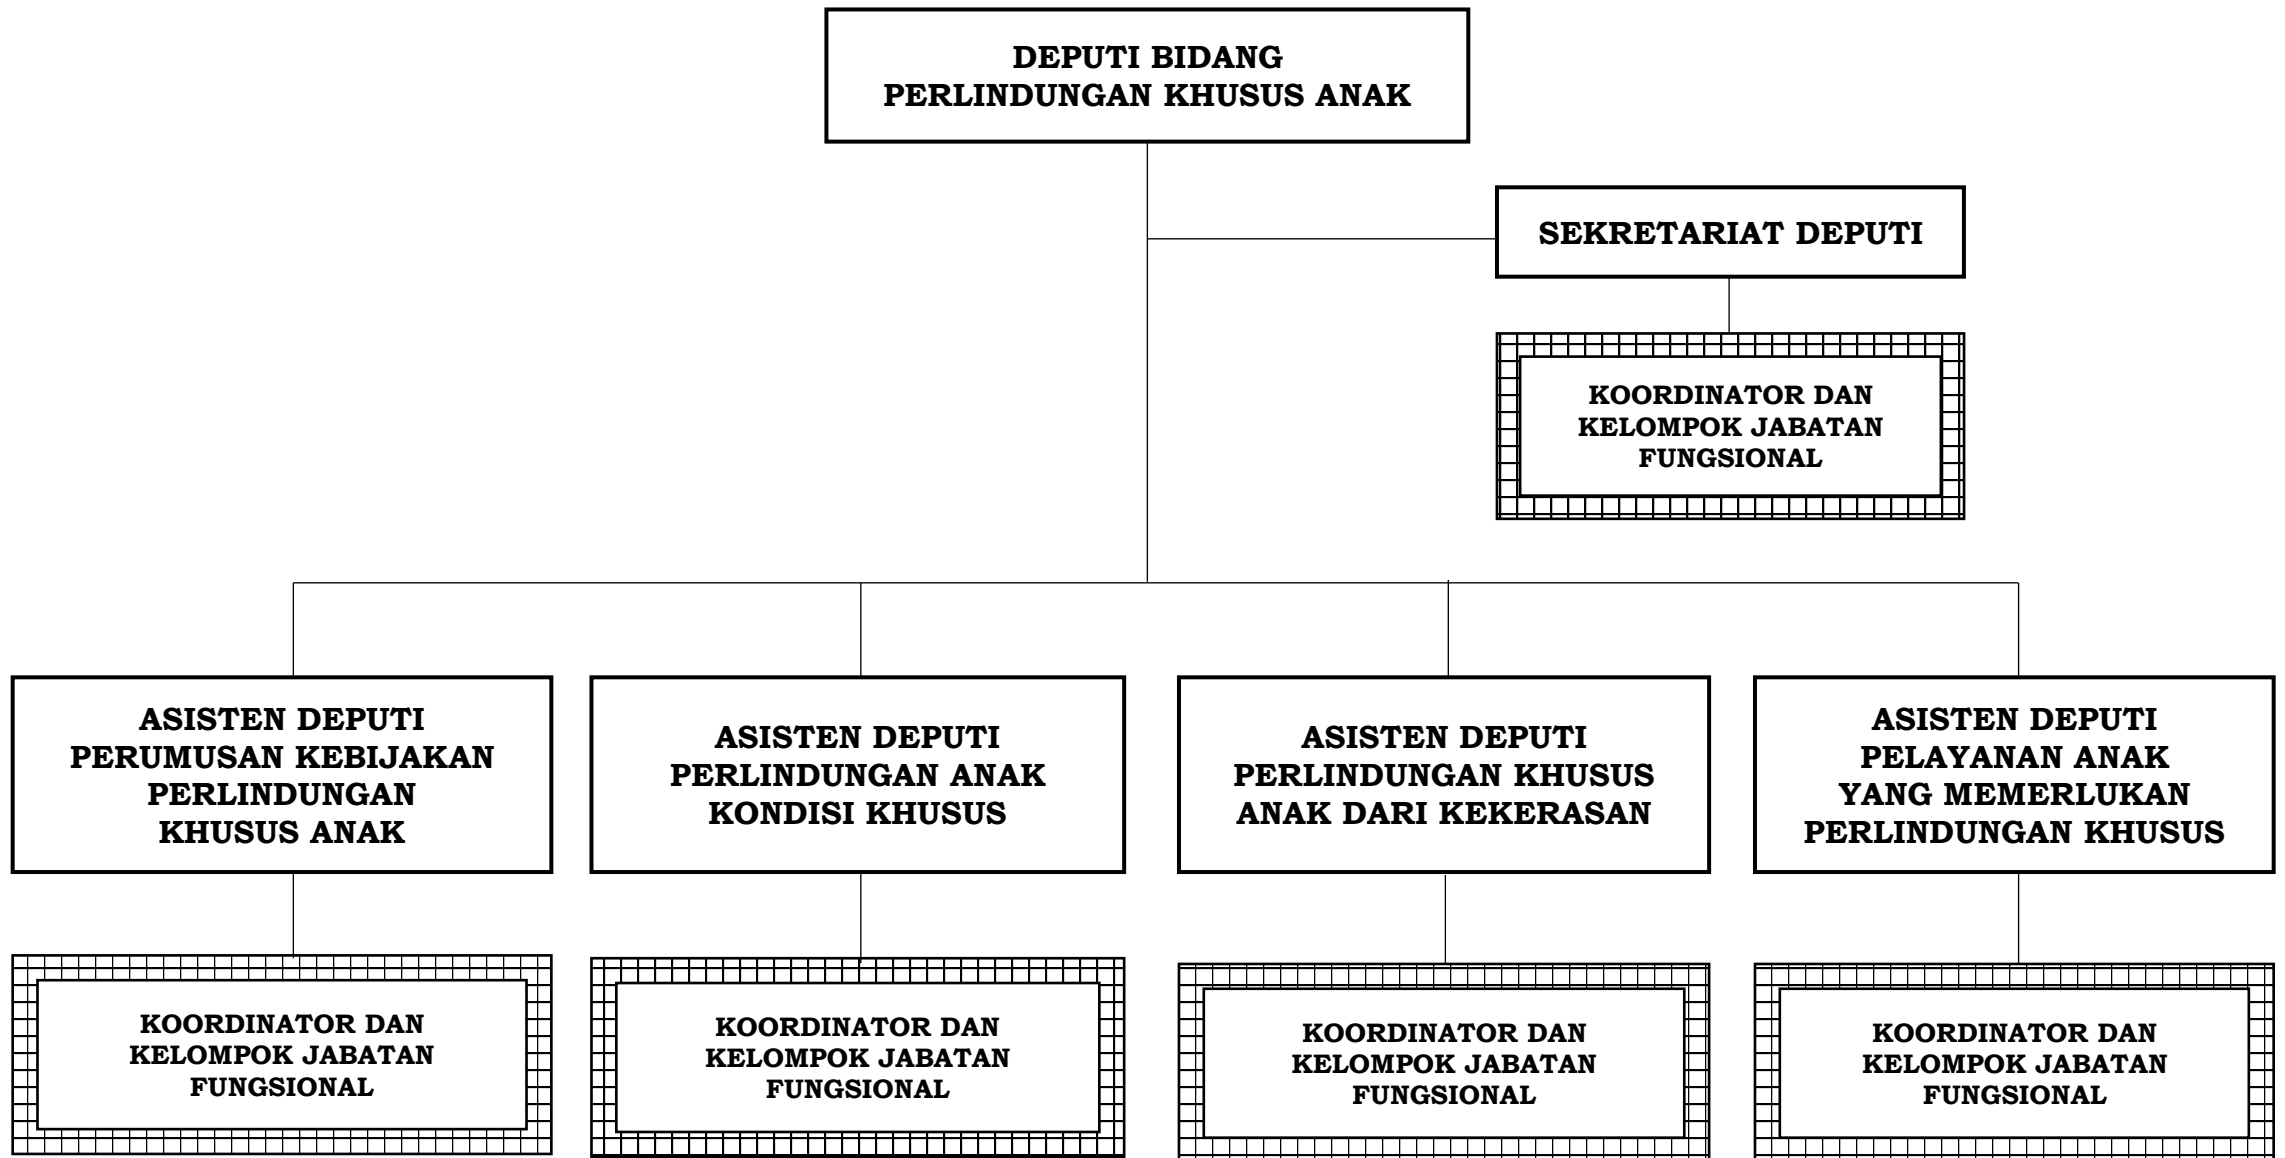 DEPUTI BIDANG
PERLINDUNGAN KHUSUS ANAK
SEKRETARIAT DEPUTI
KOORDINATOR DAN
KELOMPOK JABATAN
FUNGSIONAL
ASISTEN DEPUTI
PERUMUSAN KEBIJAKAN
PERLINDUNGAN
KHUSUS ANAK
ASISTEN DEPUTI
PERLINDUNGAN ANAK
KONDISI KHUSUS
ASISTEN DEPUTI
PERLINDUNGAN KHUSUS
ANAK DARI KEKERASAN
ASISTEN DEPUTI
PELAYANAN ANAK
YANG MEMERLUKAN
PERLINDUNGAN KHUSUS
KOORDINATOR DAN
KELOMPOK JABATAN
FUNGSIONAL
KOORDINATOR DAN
KELOMPOK JABATAN
FUNGSIONAL
KOORDINATOR DAN
KELOMPOK JABATAN
FUNGSIONAL
KOORDINATOR DAN
KELOMPOK JABATAN
FUNGSIONAL